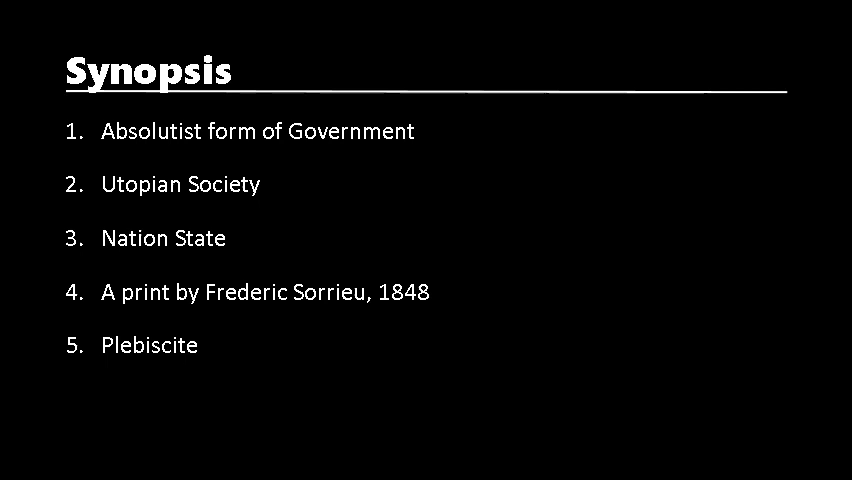 Synopsis
1. Absolutist form of Government
2. Utopian Society
3. Nation State
4. A print by Frederic Sorrieu, 1848
5. Plebiscite